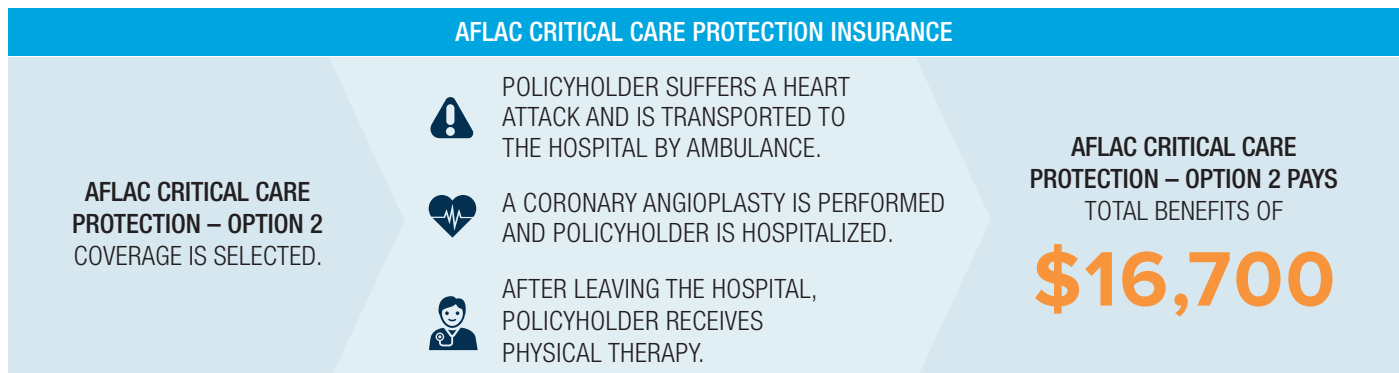 AFLAC CRITICAL CARE PROTECTION INSURANCE
AFLAC CRITICAL CARE
PROTECTION – OPTION 2
COVERAGE IS SELECTED.
POLICYHOLDER SUFFERS A HEART
ATTACK AND IS TRANSPORTED TO
THE HOSPITAL BY AMBULANCE.
A CORONARY ANGIOPLASTY IS PERFORMED
AND POLICYHOLDER IS HOSPITALIZED.
AFTER LEAVING THE HOSPITAL,
POLICYHOLDER RECEIVES
PHYSICAL THERAPY.
AFLAC CRITICAL CARE
PROTECTION – OPTION 2 PAYS
TOTAL BENEFITS OF
$16,700